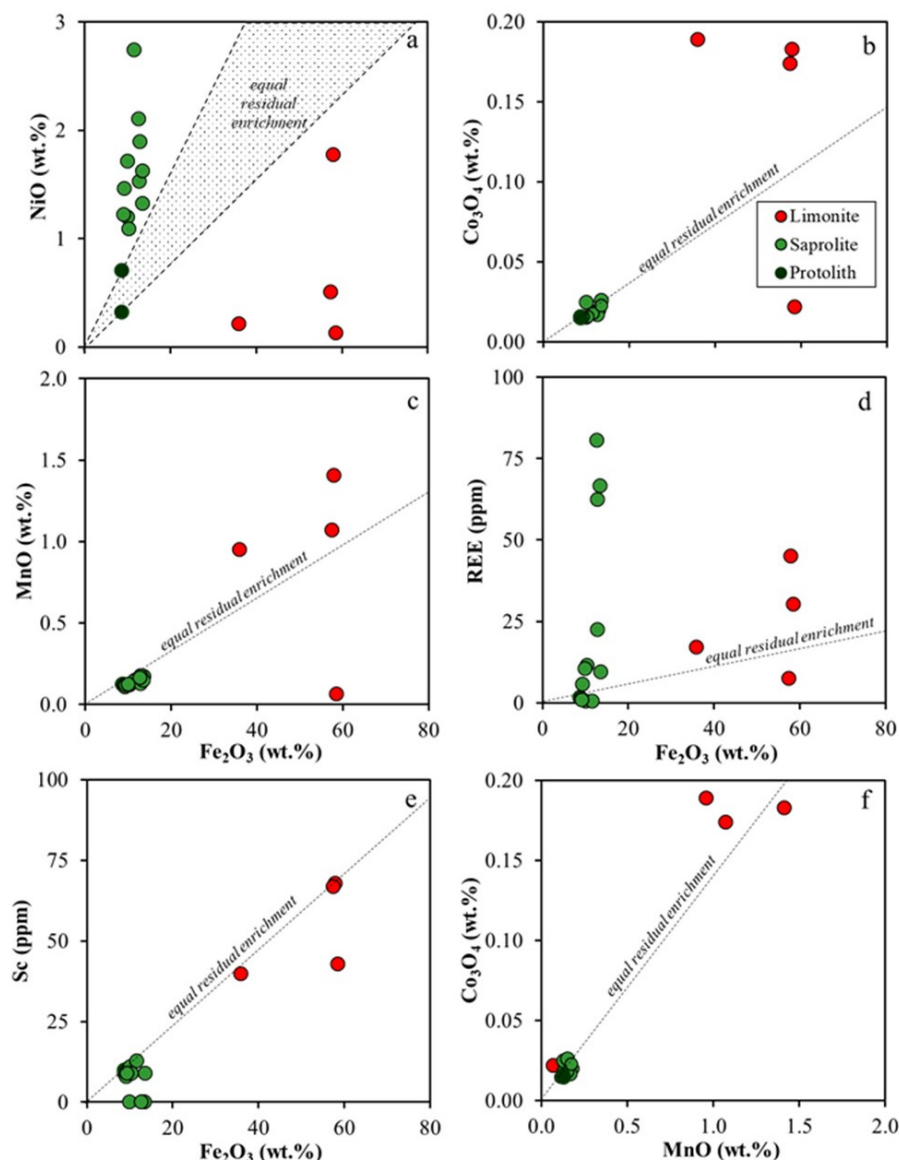 3
a
equal
residual
enrichment
2
1
0
NiO (wt.%)
0.20
b
0.15
0.10
0.05
0.00
Co₃O₄ (wt.%)
equal residual enrichment
Limonite
Saprolite
Protolith
2.0
c
1.5
1.0
0.5
0.0
MnO (wt.%)
equal residual enrichment
0 20 40 60 80
Fe₂O₃ (wt.%)
100
d
75
50
25
0
REE (ppm)
equal residual enrichment
0 20 40 60 80
Fe₂O₃ (wt.%)
100
e
75
50
25
0
Sc (ppm)
equal residual enrichment
0 20 40 60 80
Fe₂O₃ (wt.%)
0.20
f
0.15
0.10
0.05
0.00
Co₃O₄ (wt.%)
equal residual enrichment
0.0 0.5 1.0 1.5 2.0
MnO (wt.%)